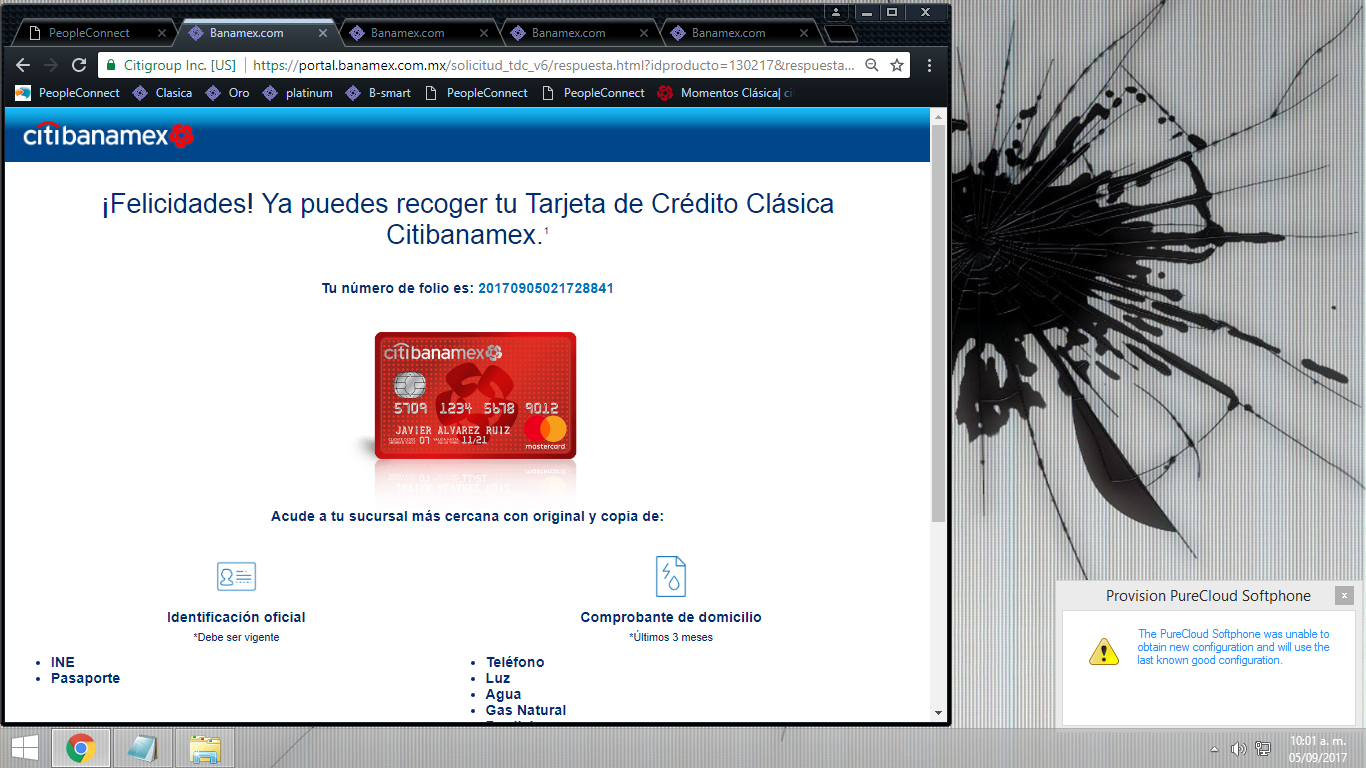 PeopleConnect
Banamex.com
Banamex.com
Banamex.com
Banamex.com
Citigroup Inc. [US]
https://portal.banamex.com.mx/solicitud_tdc_v6/respuesta.html?idproducto=130217&respuesta...
PeopleConnect
Clasica
Oro
platinum
B-smart
PeopleConnect
PeopleConnect
Momentos Clásica| ci
citibanamex
¡Felicidades! Ya puedes recoger tu Tarjeta de Crédito Clásica
Citibanamex.1
Tu número de folio es: 20170905021728841
citibanamex
5709 1234 5678 9012
JAVIER ALVAREZ RUIZ
07
11/21
mastercard.
Acude a tu sucursal más cercana con original y copia de:
Identificación oficial
*Debe ser vigente
INE
Pasaporte
Comprobante de domicilio
*Últimos 3 meses
Teléfono
Luz
Agua
Gas Natural
Provision PureCloud Softphone
The PureCloud Softphone was unable to
obtain new configuration and will use the
last known good configuration.
10:01 a. m.
05/09/2017